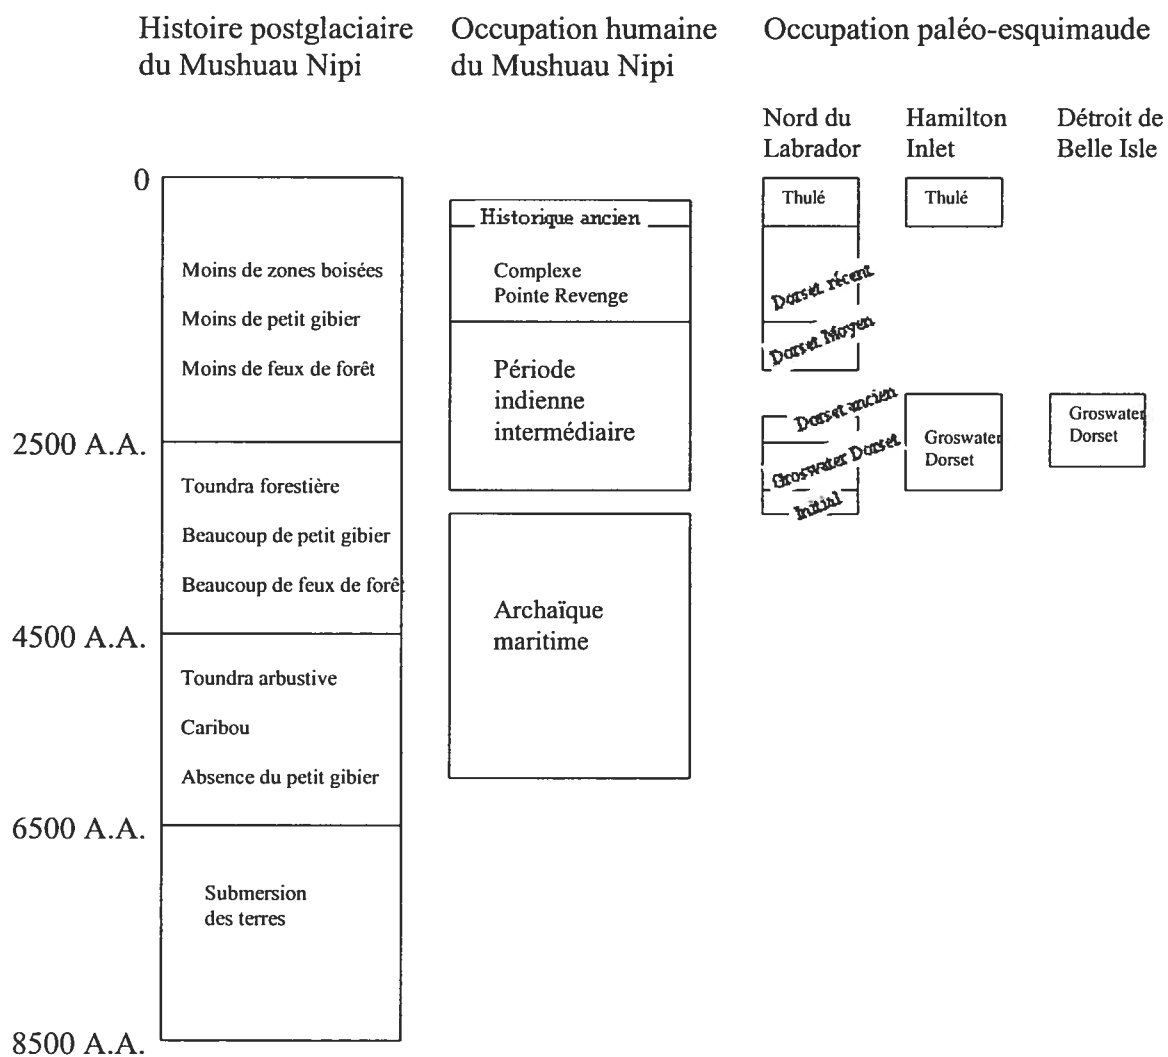 Histoire postglaciaire
du Mushuau Nipi
Occupation humaine
du Mushuau Nipi
Occupation paléo-esquimaude
Nord du
Labrador
Hamilton
Inlet
Détroit de
Belle Isle
0
2500 A.A.
4500 A.A.
6500 A.A.
8500 A.A.
Moins de zones boisées
Moins de petit gibier
Moins de feux de forêt
Toundra forestière
Beaucoup de petit gibier
Beaucoup de feux de forêt
Toundra arbustive
Caribou
Absence du petit gibier
Submersion
des terres
Historique ancien
Complexe
Pointe Revenge
Période
indienne
intermédiaire
Archaïque
maritime
Thulé
Dorset récent
Dorset Moyen
Dorset ancien
Groswater Dorset
Initial
Thulé
Groswater
Dorset
Groswater
Dorset